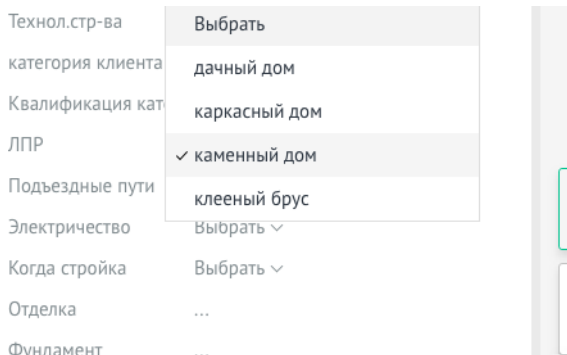 Технол.стр-ва Выбрать
категория клиента дачный дом
Квалификация кат каркасный дом
ЛПР
✓ каменный дом
Подъездные пути
клееный брус
Электричество Выбрать
Когда стройка Выбрать
Отделка ...
Фундамент ...